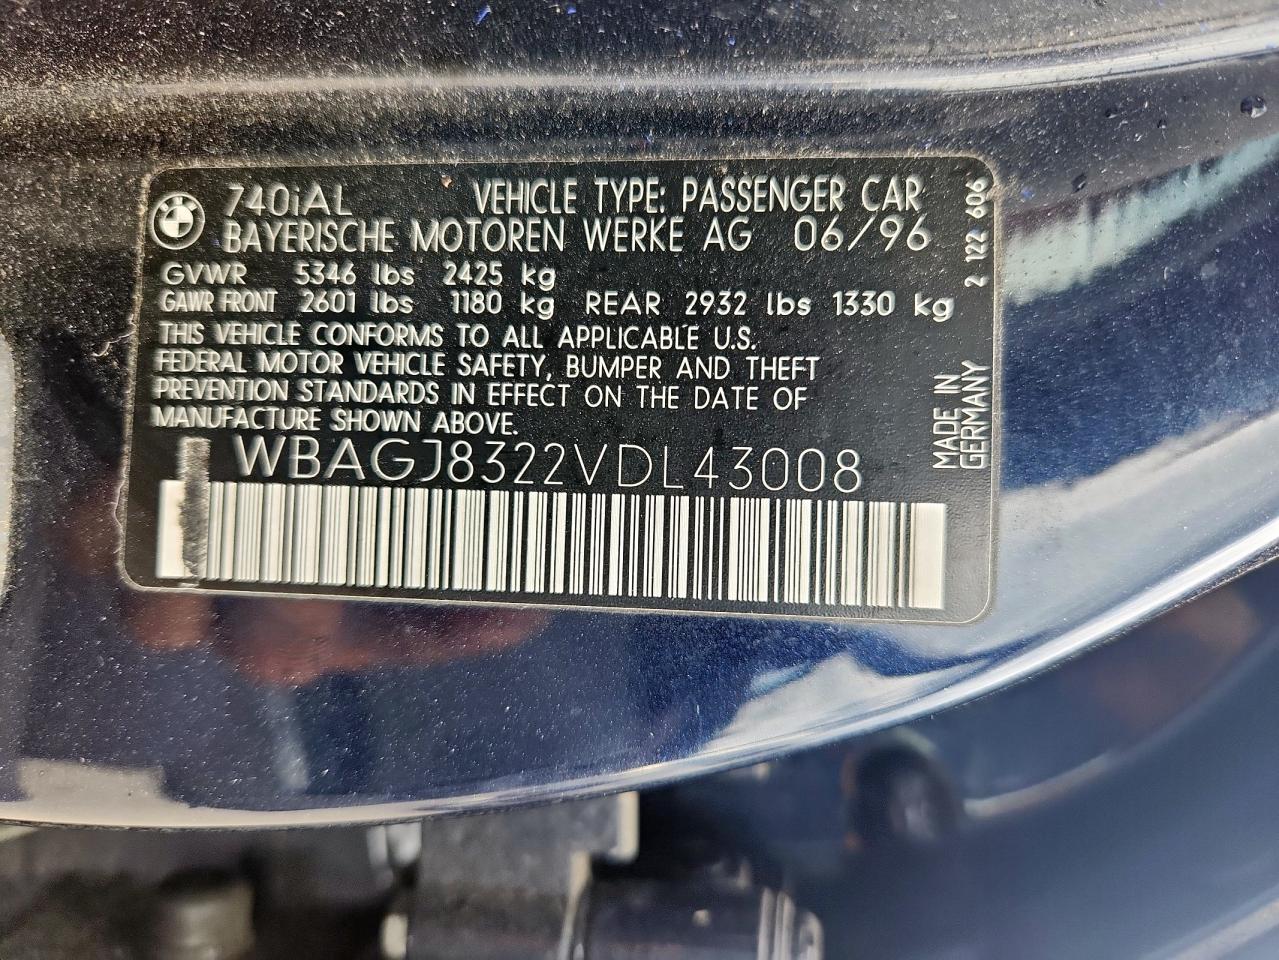 740iAL VEHICLE TYPE: PASSENGER CAR
BAYERISCHE MOTOREN WERKE AG 06/96
GVWR 5346 lbs 2425 kg
GAWR FRONT 2601 lbs 1180 kg REAR 2932 lbs 1330 kg
THIS VEHICLE CONFORMS TO ALL APPLICABLE U.S.
FEDERAL MOTOR VEHICLE SAFETY, BUMPER AND THEFT
PREVENTION STANDARDS IN EFFECT ON THE DATE OF
MANUFACTURE SHOWN ABOVE.
WBAGJ8322VDL43008
2 122 606
MADE IN
GERMANY